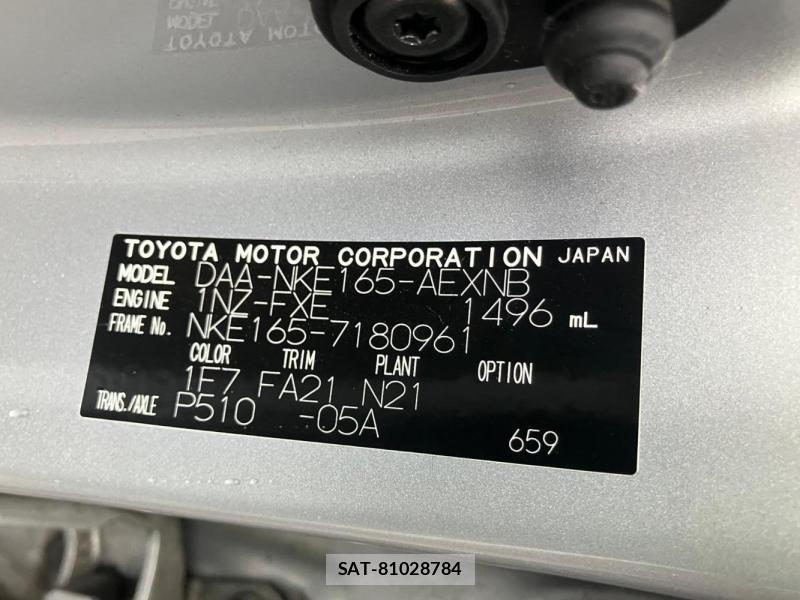 TOYOTA MOTOR CORPORATION JAPAN
MODEL DAA-NKE165-AEXNB
ENGINE 1NZ-FXE 1496 mL
FRAME No. NKE165-7180961
COLOR TRIM PLANT OPTION
1F7 FA21 N21
TRANS./AXLE P510 -05A
659
SAT-81028784